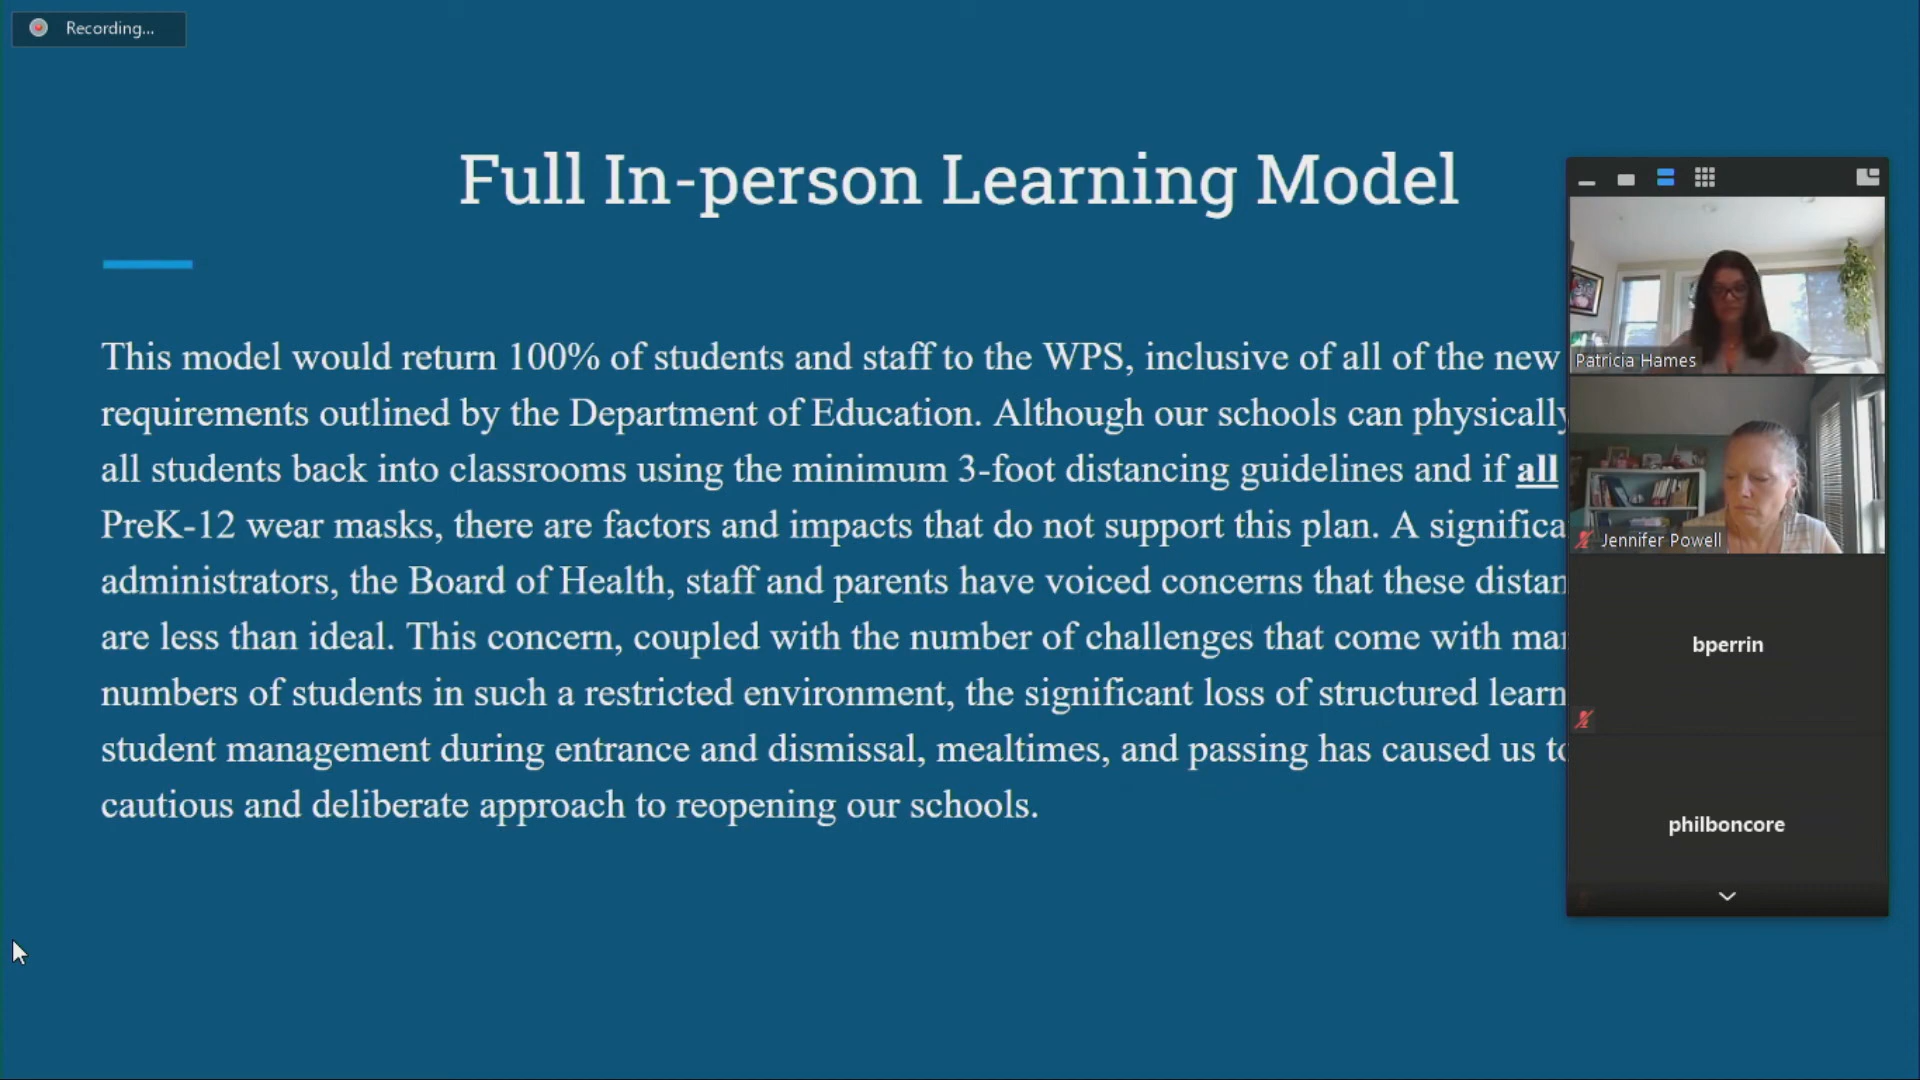 Recording...
Full In-person Learning Model
This model would return 100% of students and staff to the WPS, inclusive of all of the new
requirements outlined by the Department of Education. Although our schools can physically
all students back into classrooms using the minimum 3-foot distancing guidelines and if all
PreK-12 wear masks, there are factors and impacts that do not support this plan. A significa
administrators, the Board of Health, staff and parents have voiced concerns that these distan
are less than ideal. This concern, coupled with the number of challenges that come with
numbers of students in such a restricted environment, the significant loss of structured learn
student management during entrance and dismissal, mealtimes, and passing has caused us to
cautious and deliberate approach to reopening our schools.
Patricia Hames
Jennifer Powell
bperrin
philboncore